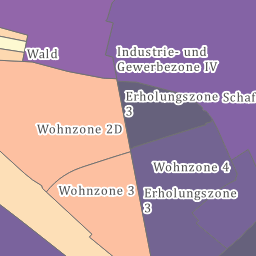 Wald
Industrie- und
Gewerbezone IV
Erholungszone
3
Schaf
Wohnzone 2D
Wohnzone 4
Wohnzone 3
Erholungszone
3